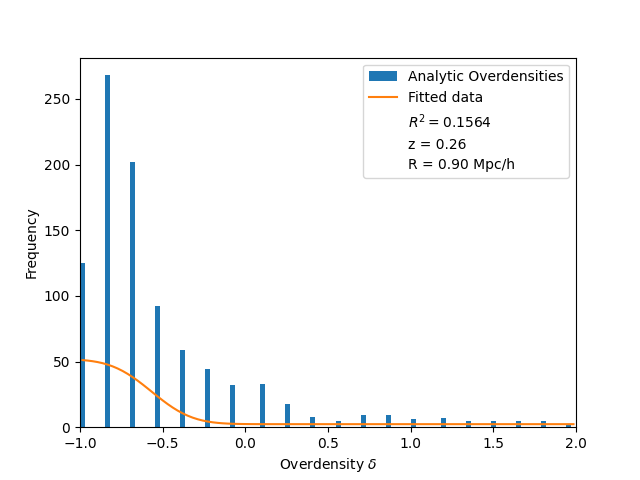 Analytic Overdensities
Fitted data
R² = 0.1564
z = 0.26
R = 0.90 Mpc/h
Frequency
250
200
150
100
50
0
−1.0 −0.5 0.0 0.5 1.0 1.5 2.0
Overdensity δ